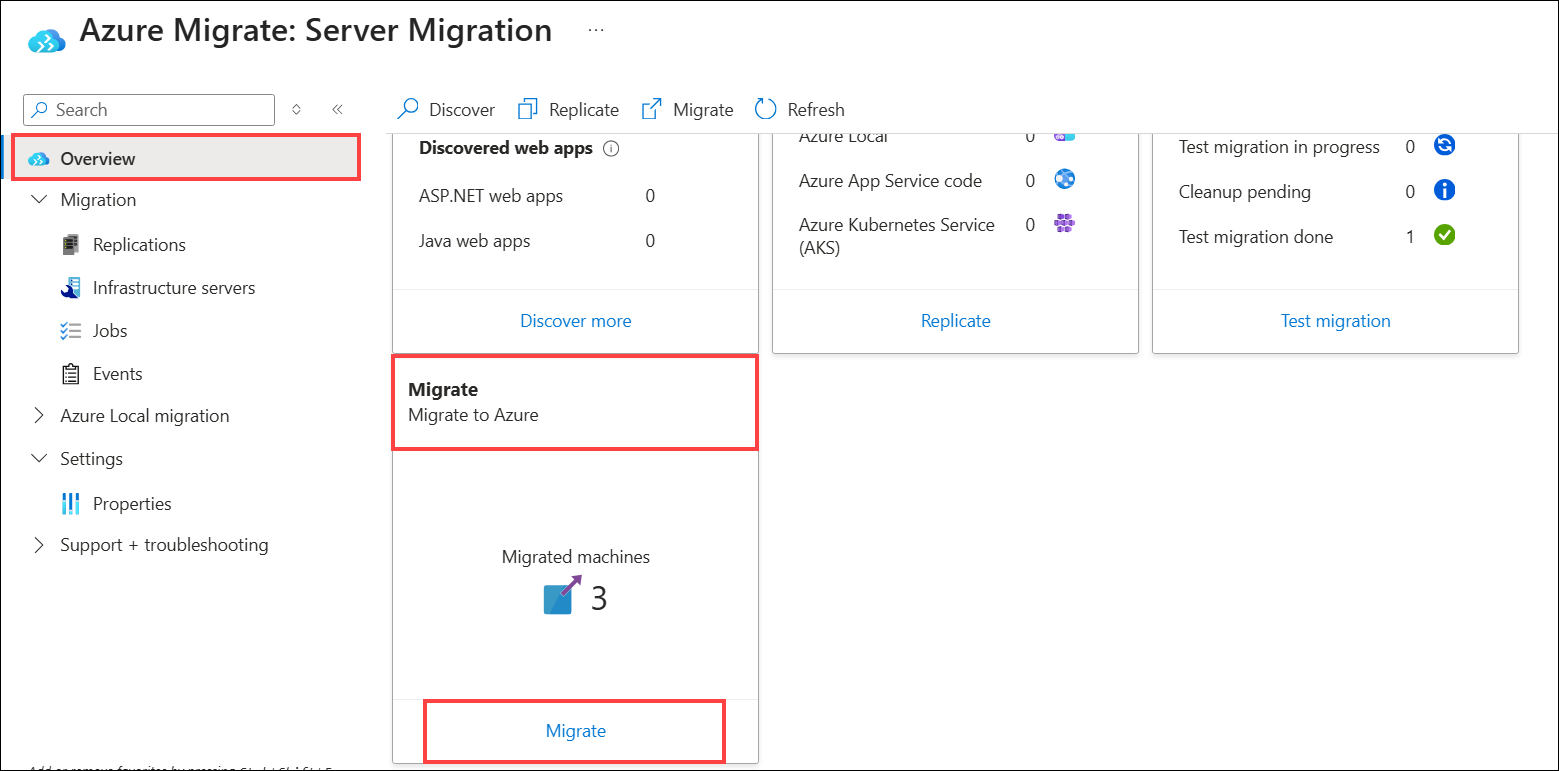 Azure Migrate: Server Migration ...
Search
Discover Replicate Migrate Refresh
Overview
Migration
Replications
Infrastructure servers
Jobs
Events
Azure Local migration
Settings
Properties
Support + troubleshooting
Discovered web apps
ASP.NET web apps 0
Java web apps 0
Discover more
Azure Local 0
Azure App Service code 0
Azure Kubernetes Service 0
(AKS)
Replicate
Test migration in progress 0
Cleanup pending 0
Test migration done 1
Test migration
Migrate
Migrate to Azure
Migrated machines
3
Migrate
Add or remove favorites by pressing